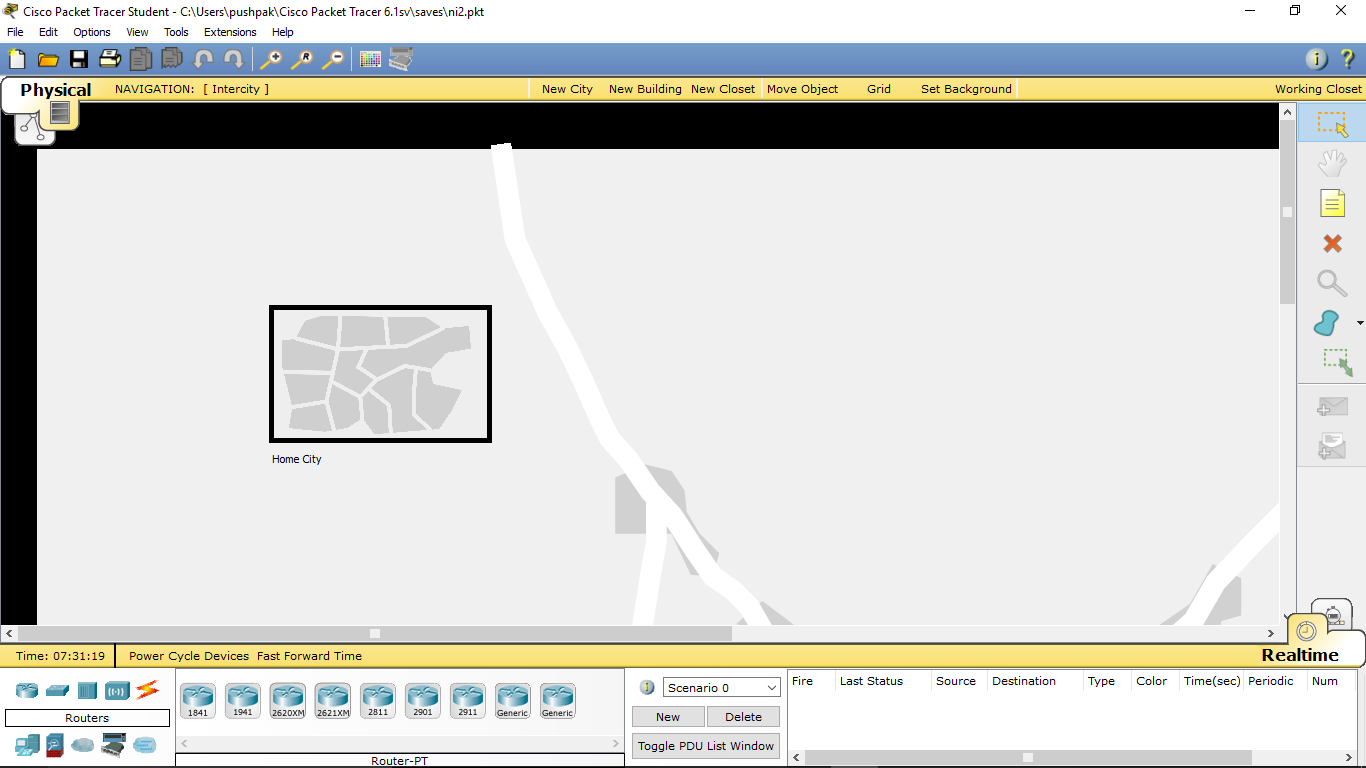 Cisco Packet Tracer Student - C:\Users\pushpak\Cisco Packet Tracer 6.1sv\saves\ni2.pkt
File Edit Options View Tools Extensions Help
Physical NAVIGATION: [ Intercity ] New City New Building New Closet Move Object Grid Set Background Working Closet
Home City
Time: 07:31:19 Power Cycle Devices Fast Forward Time Realtime
Routers
1841 1941 2620XM 2621XM 2811 2901 2911 Generic Generic
Router-PT
Scenario 0
New Delete
Toggle PDU List Window
Fire Last Status Source Destination Type Color Time(sec) Periodic Num